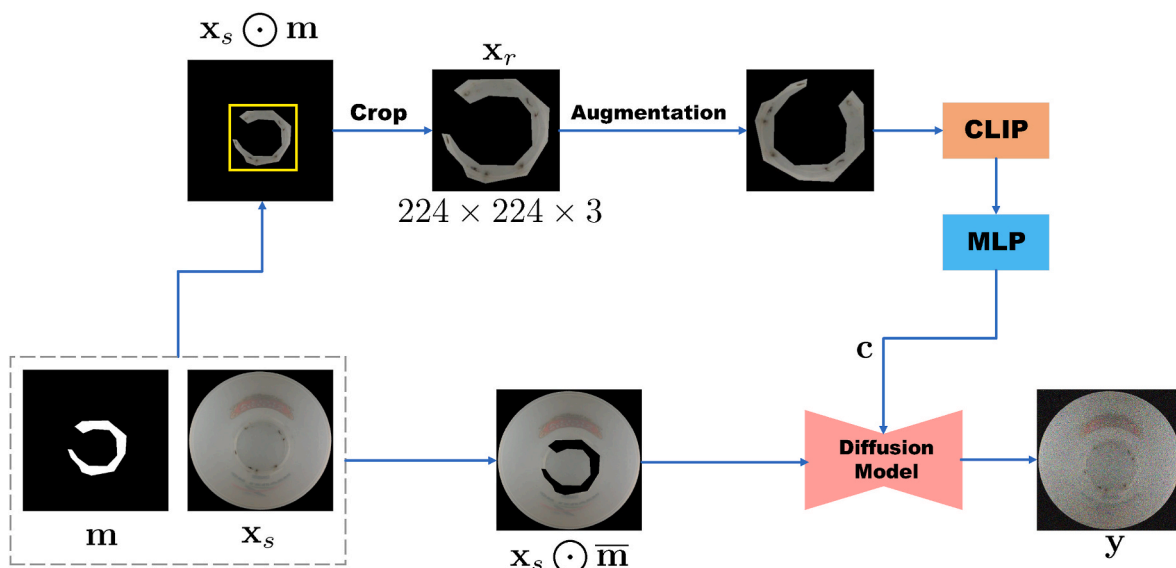 x_s ⊙ m
x_r
Crop
Augmentation
CLIP
224 × 224 × 3
MLP
c
Diffusion
Model
m
x_s
x_s ⊙ m̅
y